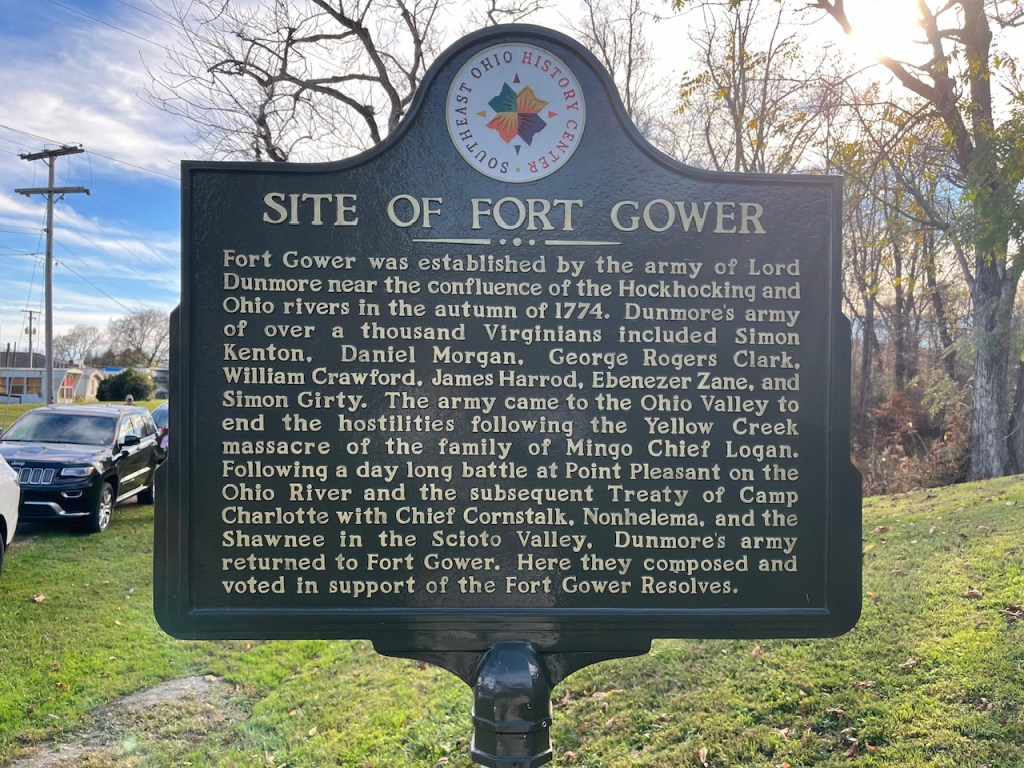 SOUTHEAST OHIO HISTORY CENTER
SITE OF FORT GOWER
Fort Gower was established by the army of Lord
Dunmore near the confluence of the Hockhocking and
Ohio rivers in the autumn of 1774. Dunmore's army
of over a thousand Virginians included Simon
Kenton, Daniel Morgan, George Rogers Clark,
William Crawford, James Harrod, Ebenezer Zane, and
Simon Girty. The army came to the Ohio Valley to
end the hostilities following the Yellow Creek
massacre of the family of Mingo Chief Logan.
Following a day long battle at Point Pleasant on the
Ohio River and the subsequent Treaty of Camp
Charlotte with Chief Cornstalk, Nonhelema, and the
Shawnee in the Scioto Valley, Dunmore's army
returned to Fort Gower. Here they composed and
voted in support of the Fort Gower Resolves.